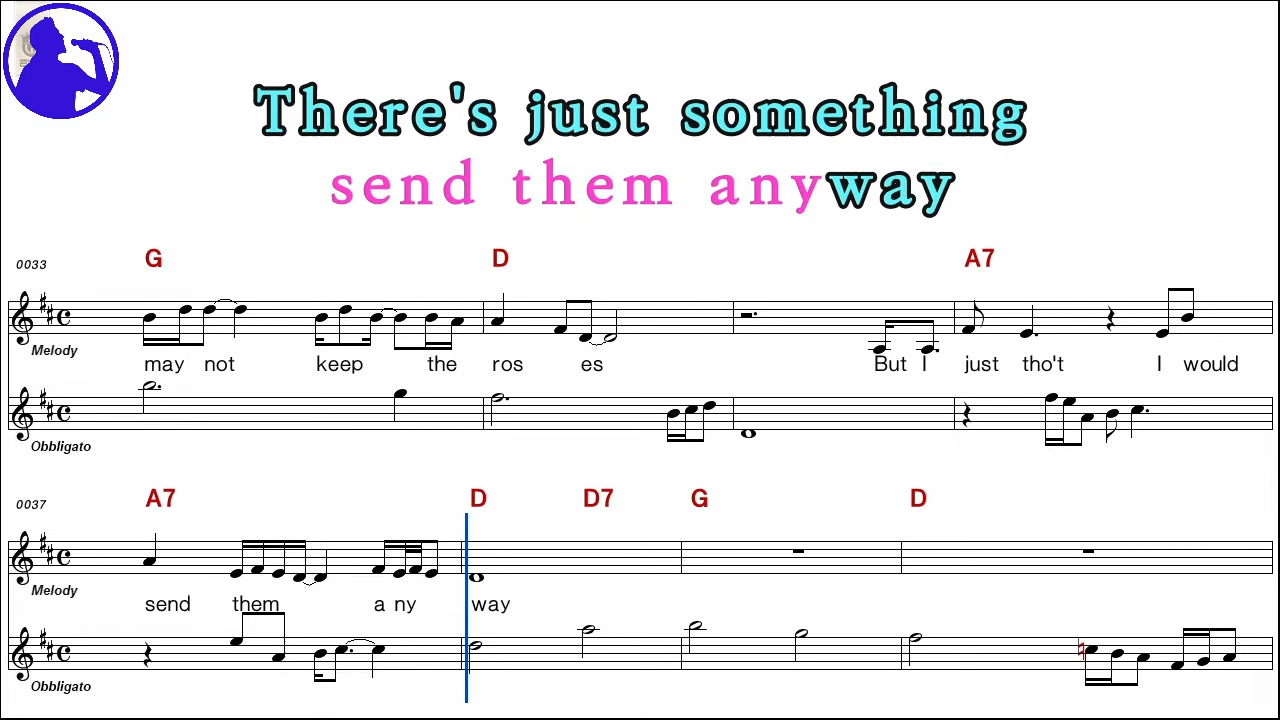 There's just something
send them anyway
0033 G D A7
Melody
may not keep the ros es But I just tho't I would
Obbligato
0037 A7 D D7 G D
Melody
send them a ny way
Obbligato